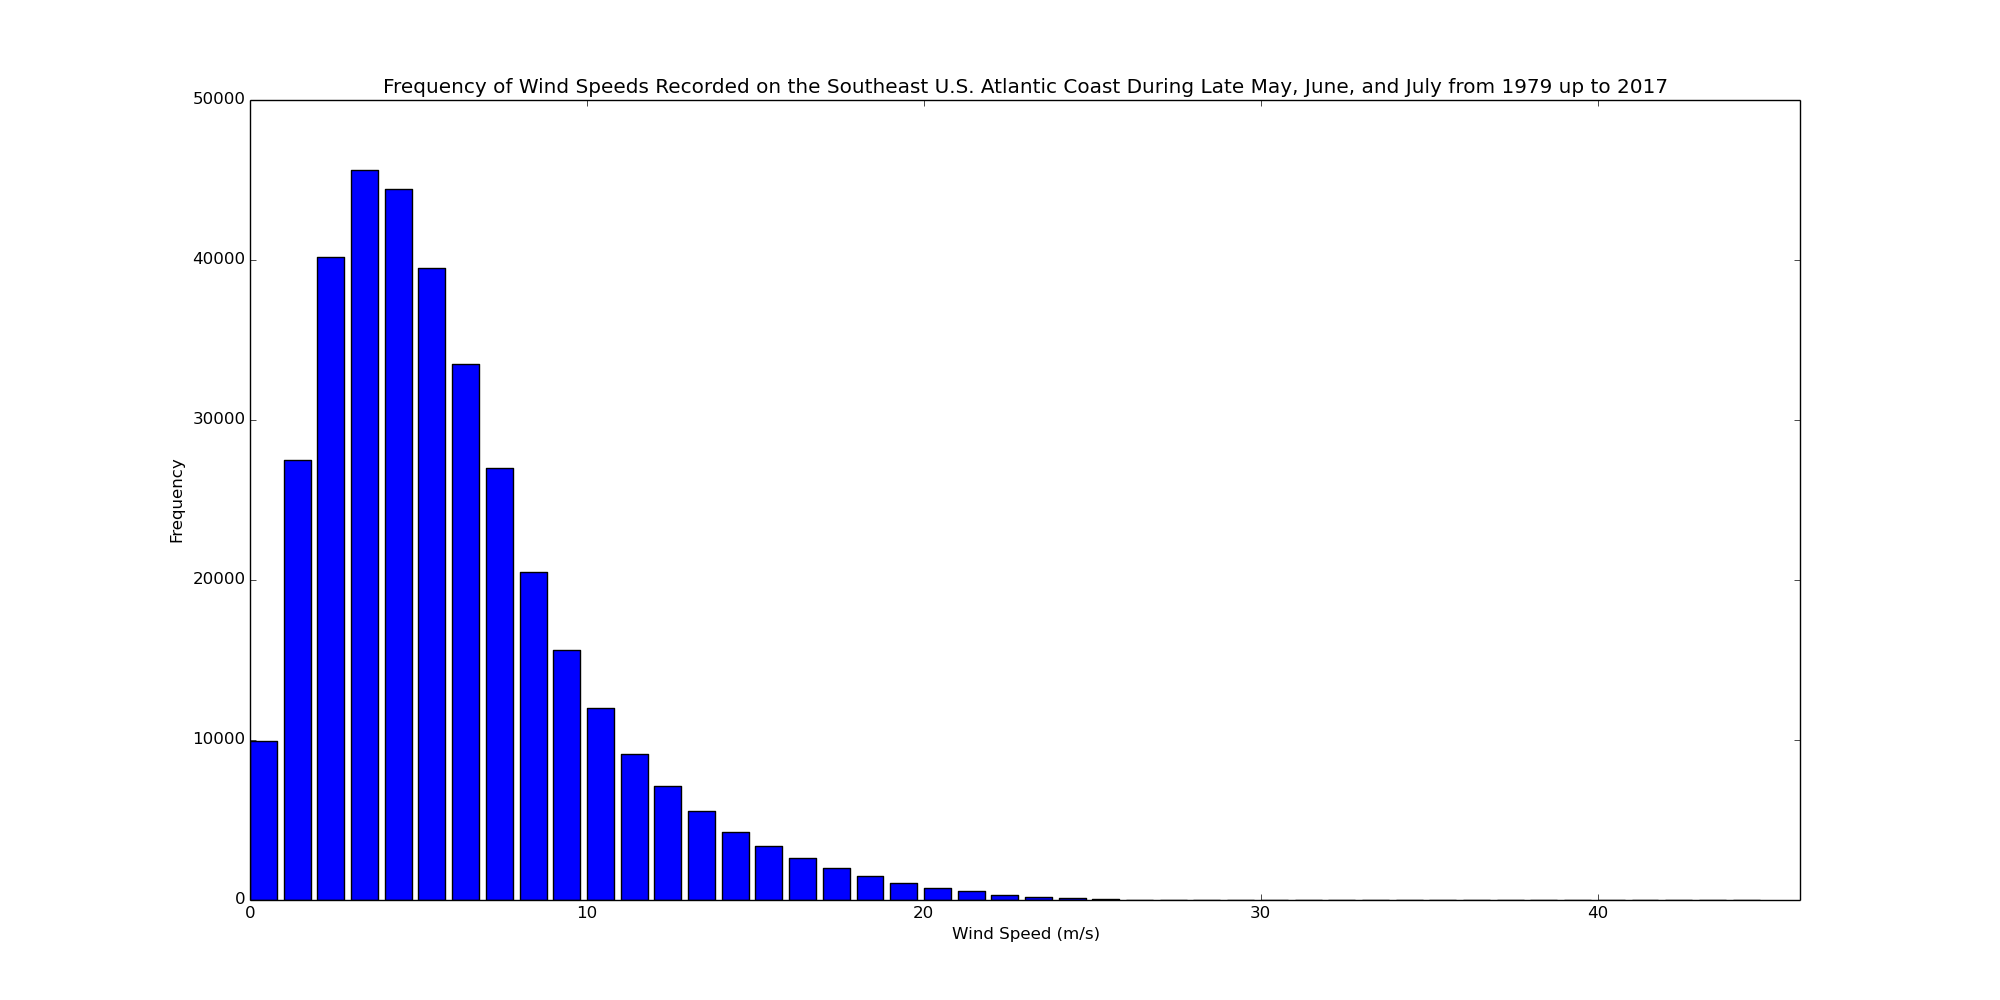 Frequency of Wind Speeds Recorded on the Southeast U.S. Atlantic Coast During Late May, June, and July from 1979 up to 2017
50000
40000
30000
20000
10000
0
Frequency
0 10 20 30 40
Wind Speed (m/s)